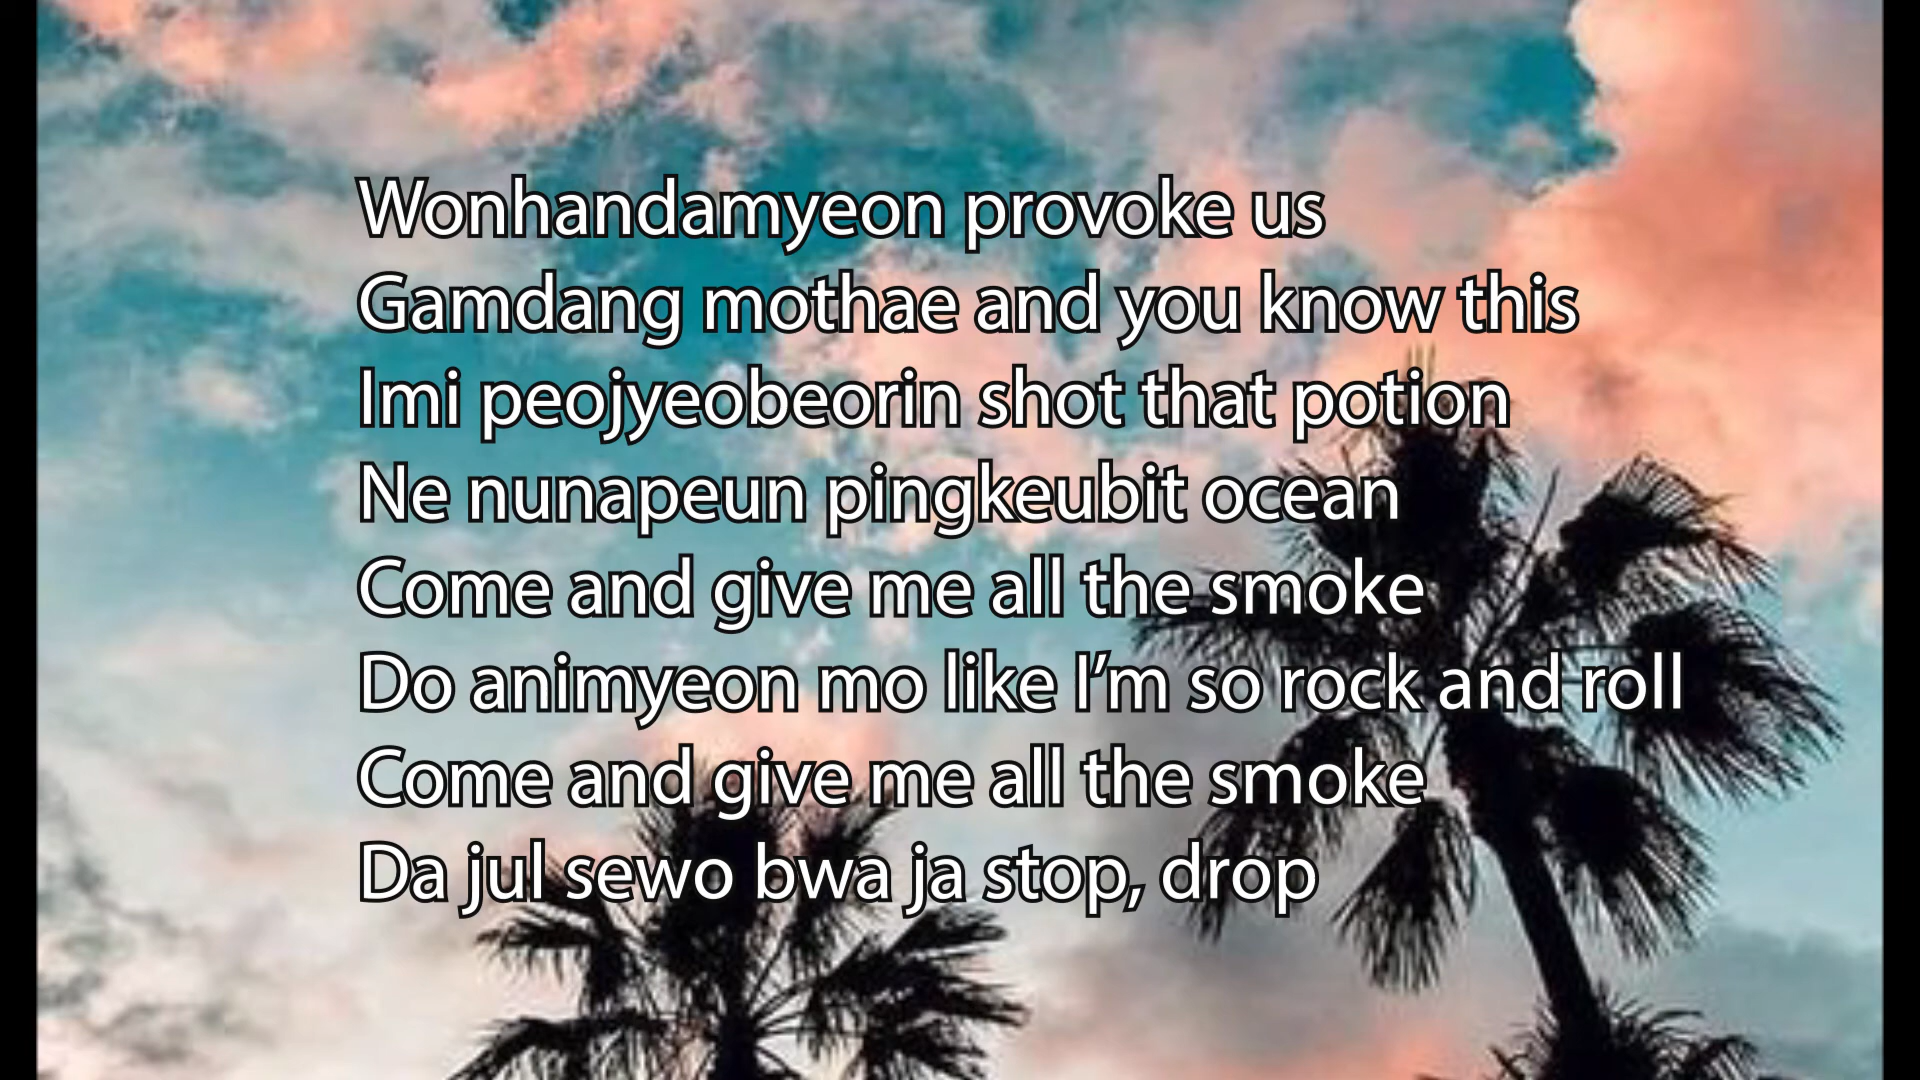 Wonhandamyeon provoke us
Gamdang mothae and you know this
Imi peojyeobeorin shot that potion
Ne nunapeun pingkeubit ocean
Come and give me all the smoke
Do animyeon mo like I’m so rock and roll
Come and give me all the smoke
Da jul sewo bwa ja stop, drop